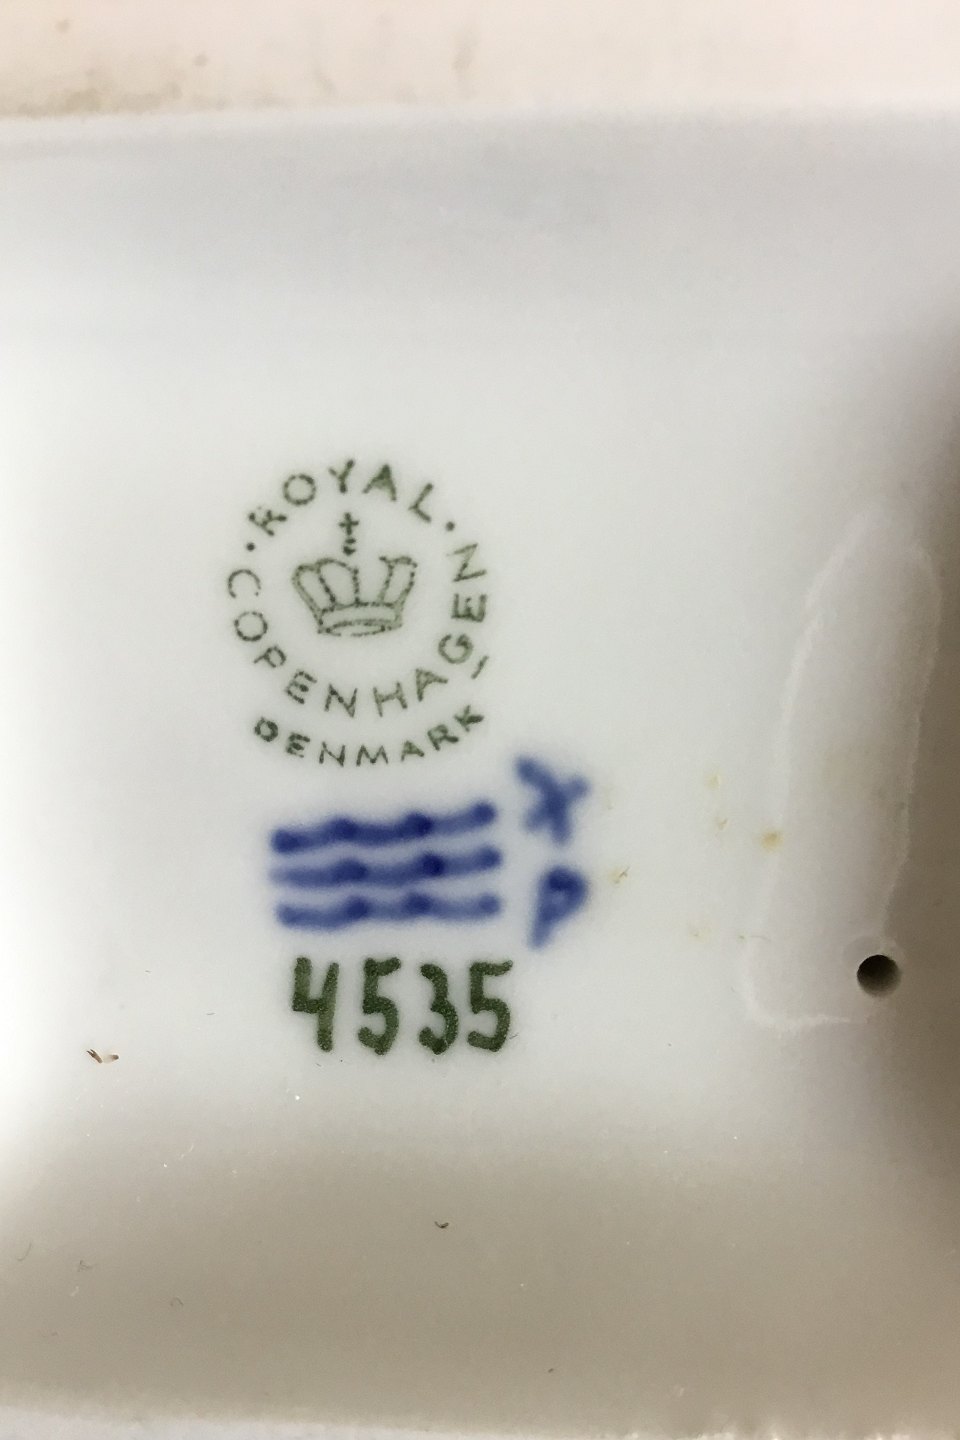 · ROYAL ·
COPENHAGEN
DENMARK
X
P
4535